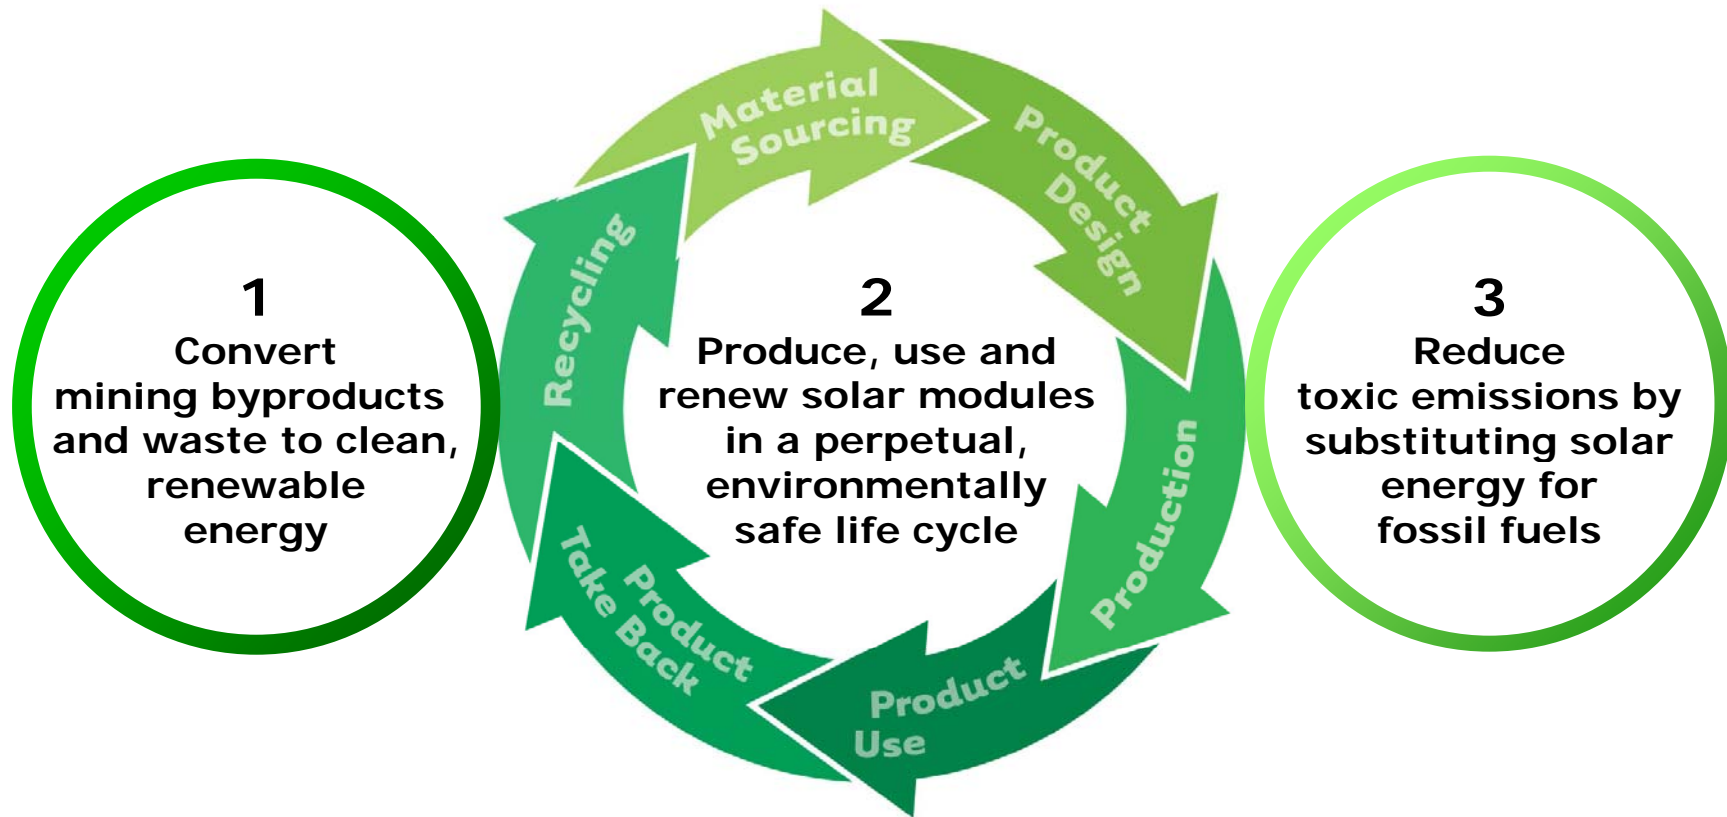 1
Convert
mining byproducts
and waste to clean,
renewable
energy
Material
Sourcing
Product
Design
Production
Product
Use
Product
Take Back
Recycling
2
Produce, use and
renew solar modules
in a perpetual,
environmentally
safe life cycle
3
Reduce
toxic emissions by
substituting solar
energy for
fossil fuels